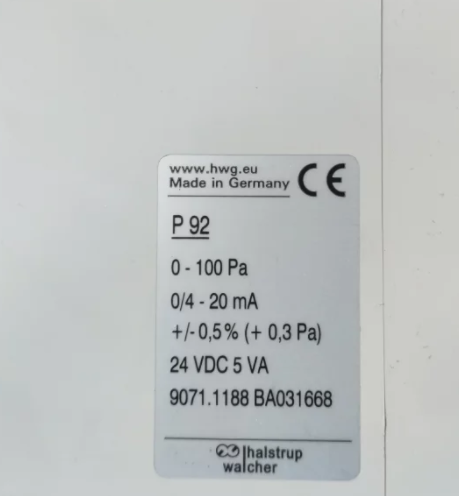 www.hwg.eu
Made in Germany CE
P 92
0 - 100 Pa
0/4 - 20 mA
+/- 0,5% (+ 0,3 Pa)
24 VDC 5 VA
9071.1188 BA031668
halstrup
walcher